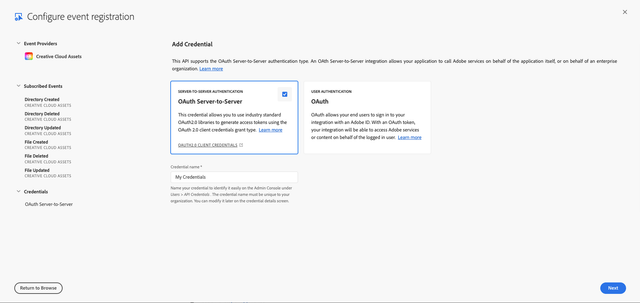 Configure event registration
Event Providers
Creative Cloud Assets
Subscribed Events
Directory Created
CREATIVE CLOUD ASSETS
Directory Deleted
CREATIVE CLOUD ASSETS
Directory Updated
CREATIVE CLOUD ASSETS
File Created
CREATIVE CLOUD ASSETS
File Deleted
CREATIVE CLOUD ASSETS
File Updated
CREATIVE CLOUD ASSETS
Credentials
OAuth Server-to-Server
Add Credential
This API supports the OAuth Server-to-Server authentication type. An OAth Server-to-Server integration allows your application to call Adobe services on behalf of the application itself, or on behalf of an enterprise
organization. Learn more
SERVER-TO-SERVER AUTHENTICATION
OAuth Server-to-Server
This credential allows you to use industry standard
OAuth2.0 libraries to generate access tokens using the
OAuth 2.0 client credentials grant type. Learn more
OAUTH2.0 CLIENT CREDENTIALS
USER AUTHENTICATION
OAuth
OAuth allows your end users to sign in to your
integration with an Adobe ID. With an OAuth token,
your integration will be able to access Adobe services
or content on behalf of the logged in user. Learn more
Credential name *
My Credentials
Name your credential to identify it easily on the Admin Console under
Users > API Credentials. The credential name must be unique to your
organization. You can modify it later on the credential details screen.
Return to Browse
Next